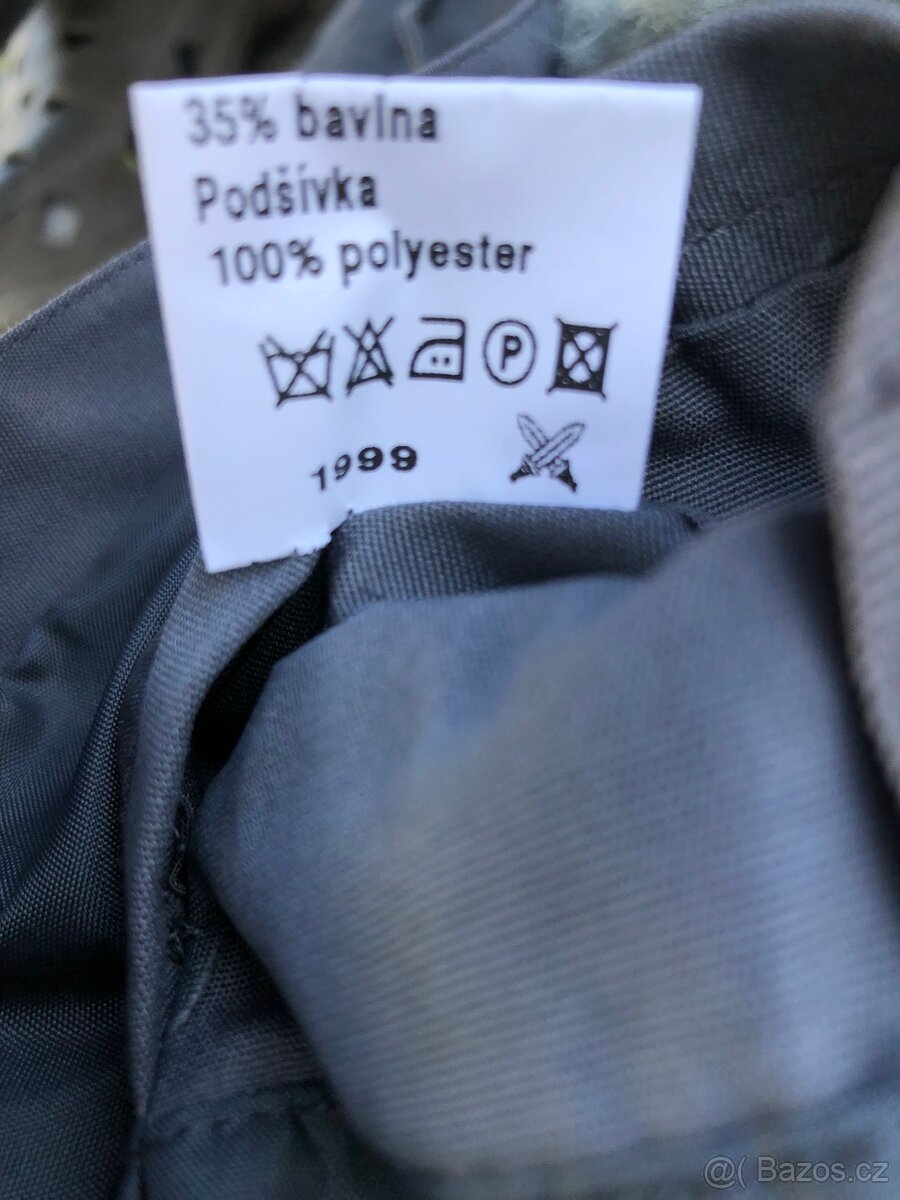 35% bavlna
Podšívka
100% polyester
P
1999
@( Bazos.cz